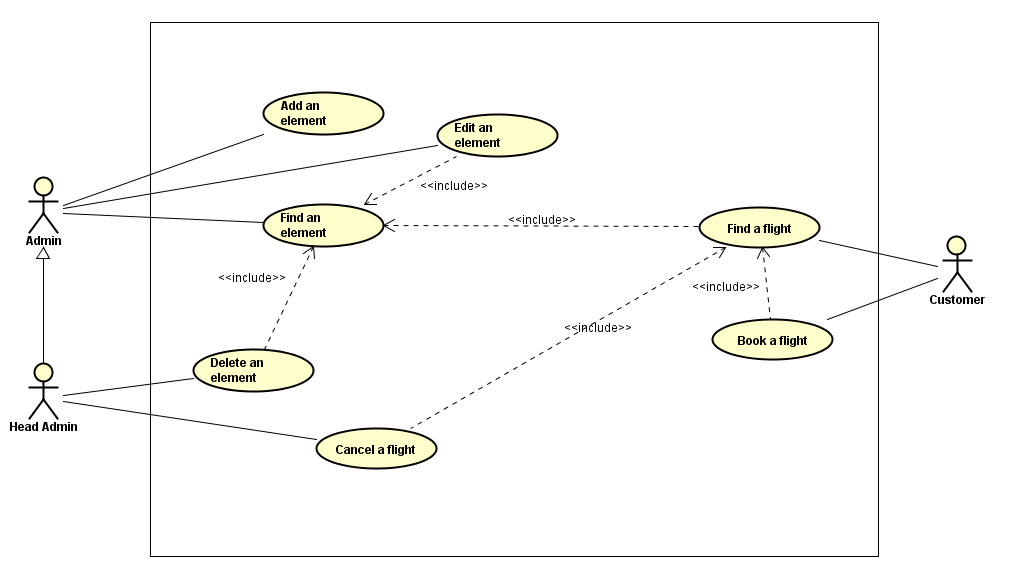 Add an
element
Edit an
element
<<include>>
Admin
Find an
element
<<include>>
Find a flight
<<include>>
<<include>>
Customer
<<include>>
Book a flight
Delete an
element
Head Admin
Cancel a flight